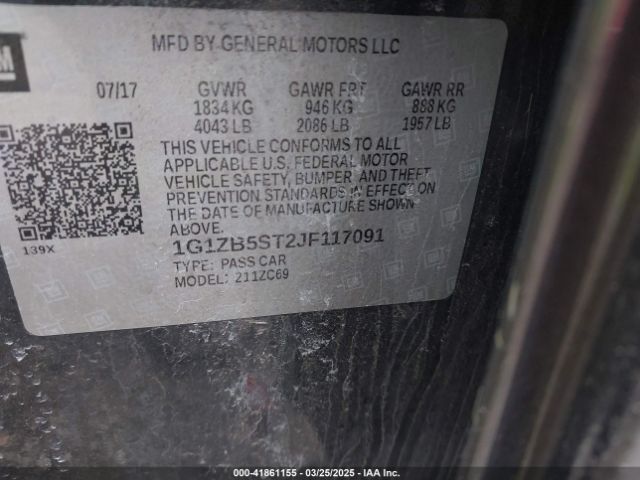 GM
MFD BY GENERAL MOTORS LLC
07/17 GVWR GAWR FRT GAWR RR
1834 KG 946 KG 888 KG
4043 LB 2086 LB 1957 LB
THIS VEHICLE CONFORMS TO ALL
APPLICABLE U.S. FEDERAL MOTOR
VEHICLE SAFETY, BUMPER, AND THEFT
PREVENTION STANDARDS IN EFFECT ON
THE DATE OF MANUFACTURE SHOWN
ABOVE.
139X 1G1ZB5ST2JF117091
TYPE: PASS CAR
MODEL: 211ZC69
000-41861155 - 03/25/2025 - IAA Inc.